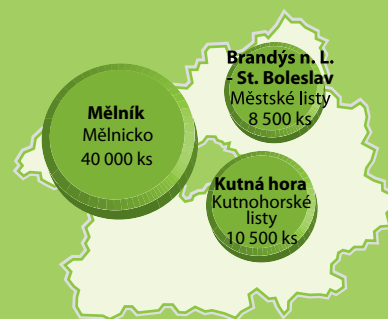 Mělník
Mělnicko
40 000 ks
Brandýs n. L.
- St. Boleslav
Městské listy
8 500 ks
Kutná hora
Kutnohorské
listy
10 500 ks